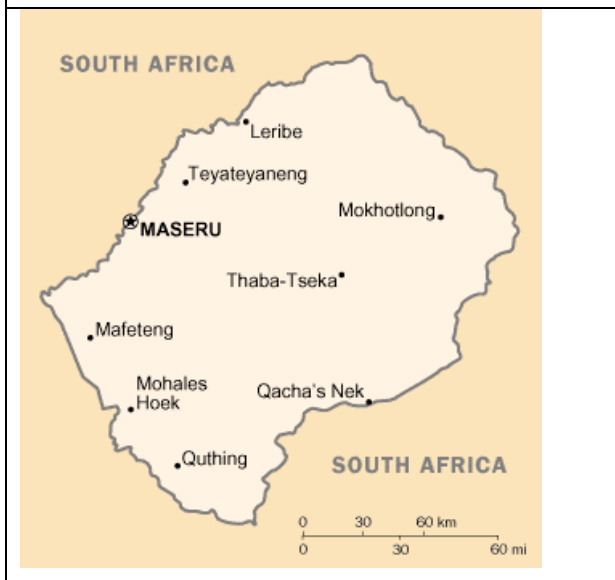 SOUTH AFRICA
Leribe
Teyateyaneng
Mokhotlong
MASERU
Thaba-Tseka
Mafeteng
Mohales
Hoek
Qacha's Nek
Quthing
SOUTH AFRICA
0 30 60 km
0 30 60 mi